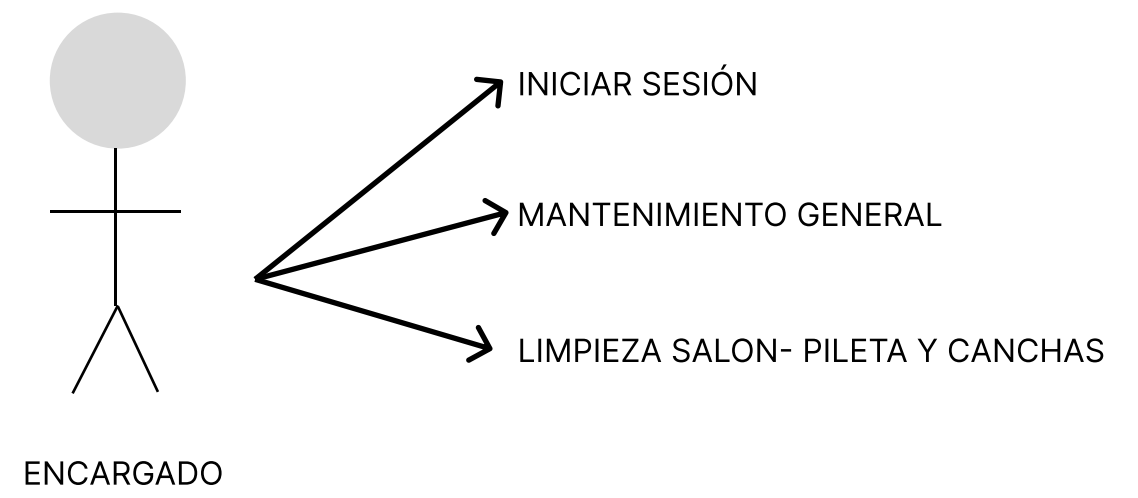 INICIAR SESIÓN
MANTENIMIENTO GENERAL
LIMPIEZA SALON- PILETA Y CANCHAS
ENCARGADO